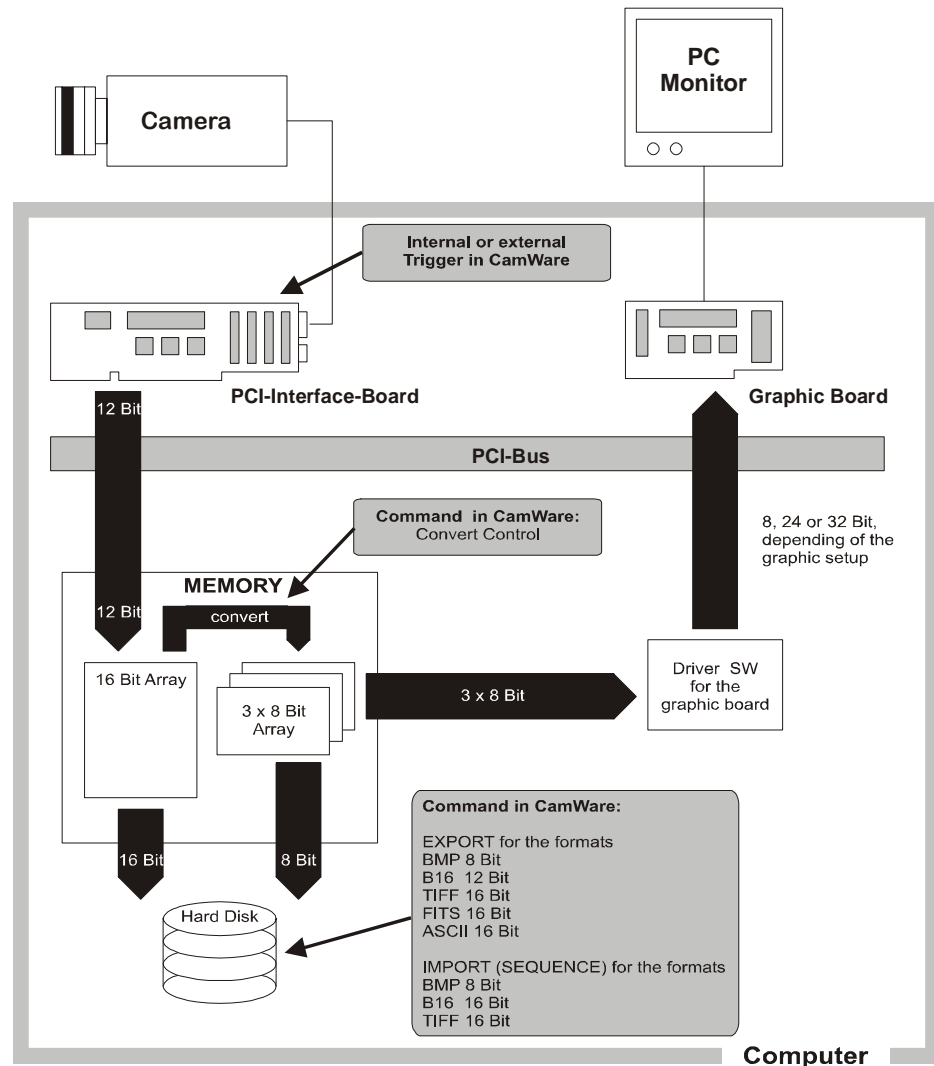 PC
Monitor
Camera
Internal or external
Trigger in CamWare
PCI-Interface-Board
Graphic Board
12 Bit
PCI-Bus
Command in CamWare:
Convert Control
8, 24 or 32 Bit,
depending of the
graphic setup
MEMORY
12 Bit
convert
16 Bit Array
3 x 8 Bit
Array
3 x 8 Bit
Driver SW
for the
graphic board
16 Bit
8 Bit
Hard Disk
Command in CamWare:
EXPORT for the formats
BMP 8 Bit
B16 12 Bit
TIFF 16 Bit
FITS 16 Bit
ASCII 16 Bit
IMPORT (SEQUENCE) for the formats
BMP 8 Bit
B16 16 Bit
TIFF 16 Bit
Computer